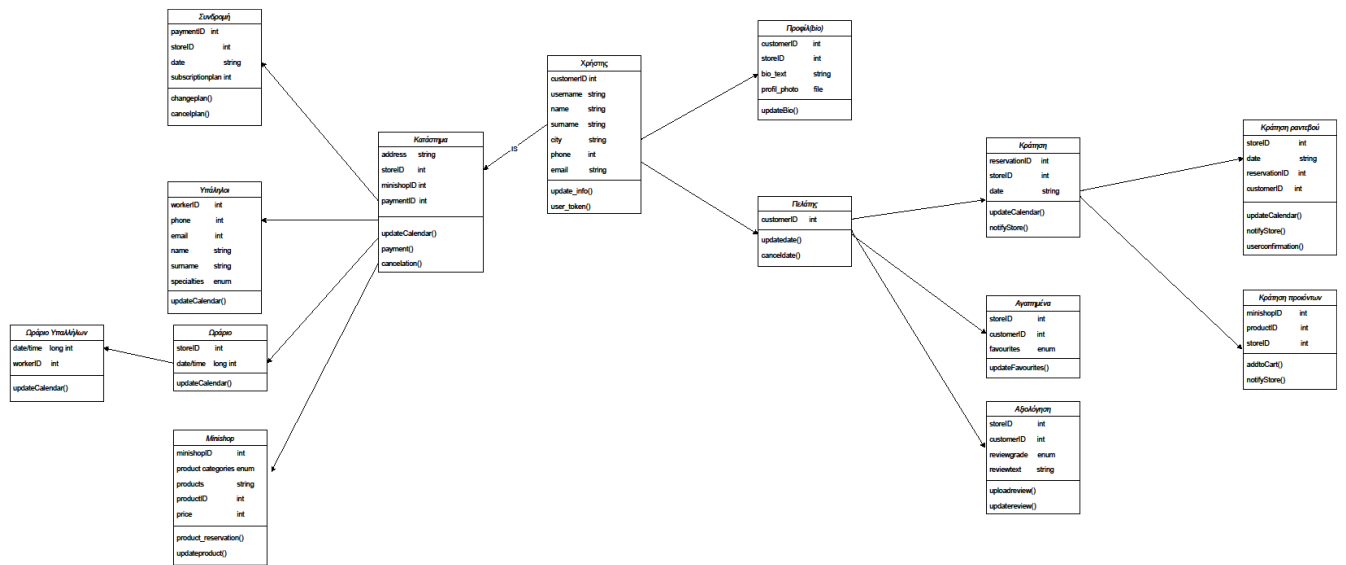 Συνδρομή
paymentID int
storeID int
date string
subscriptionplan int
changeplan()
cancelplan()
Υπάληλοι
workerID int
phone int
email int
name string
surname string
specialties enum
updateCalendar()
Ωράριο Υπαλλήλων
date/time long int
workerID int
updateCalendar()
Ωράριο
storeID int
date/time long int
updateCalendar()
Minishop
minishopID int
product categories enum
products string
productID int
price int
product_reservation()
updateproduct()
Κατάστημα
address string
storeID int
minishopID int
paymentID int
updateCalendar()
payment()
cancelation()
IS
Χρήστης
customerID int
username string
name string
surname string
city string
phone int
email string
update_info()
user_token()
Προφίλ(bio)
customerID int
storeID int
bio_text string
profil_photo file
updateBio()
Πελάτης
customerID int
updatedate()
canceldate()
Κράτηση
reservationID int
storeID int
date string
updateCalendar()
notifyStore()
Αγαπημένα
storeID int
customerID int
favourites enum
updateFavourites()
Αξιολόγηση
storeID int
customerID int
reviewgrade enum
reviewtext string
uploadreview()
updatereview()
Κράτηση ραντεβού
storeID int
date string
reservationID int
customerID int
updateCalendar()
notifyStore()
userconfirmation()
Κράτηση προιόντων
minishopID int
productID int
storeID int
addtoCart()
notifyStore()